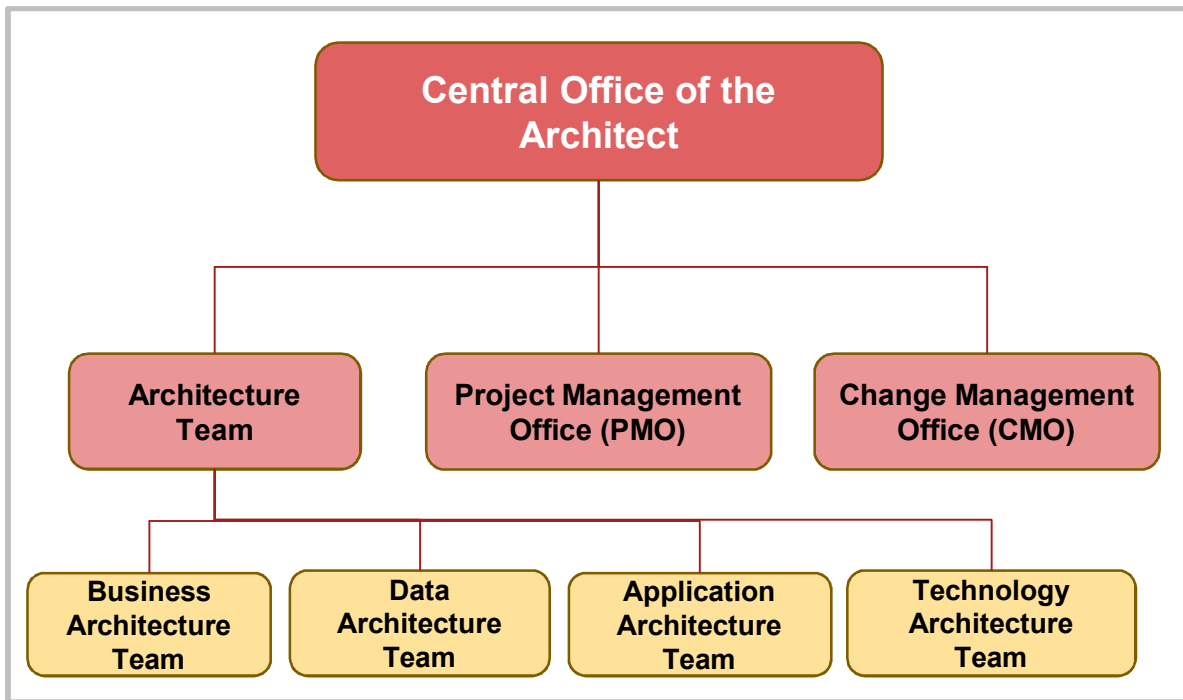 Central Office of the
Architect
Architecture
Team
Project Management
Office (PMO)
Change Management
Office (CMO)
Business
Architecture
Team
Data
Architecture
Team
Application
Architecture
Team
Technology
Architecture
Team